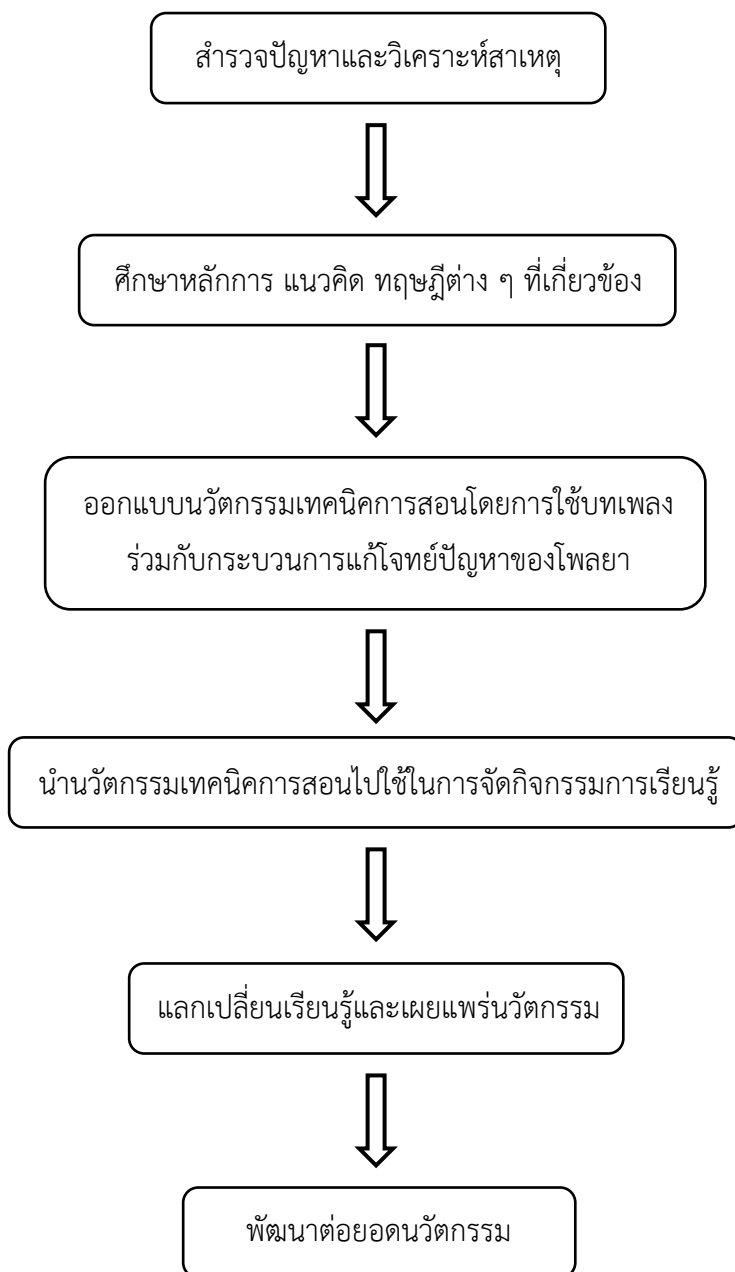 สำรวจปัญหาและวิเคราะห์สาเหตุ
ศึกษาหลักการ แนวคิด ทฤษฎีต่าง ๆ ที่เกี่ยวข้อง
ออกแบบนวัตกรรมเทคนิคการสอนโดยการใช้บทเพลง
ร่วมกับกระบวนการแก้โจทย์ปัญหาของโพลยา
นำนวัตกรรมเทคนิคการสอนไปใช้ในการจัดกิจกรรมการเรียนรู้
แลกเปลี่ยนเรียนรู้และเผยแพร่นวัตกรรม
พัฒนาต่อยอดนวัตกรรม